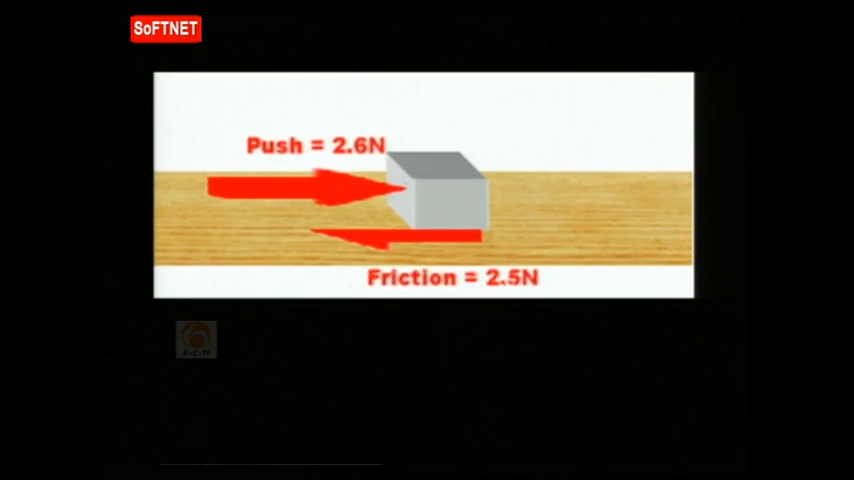 SoFTNET
Push = 2.6N
Friction = 2.5N